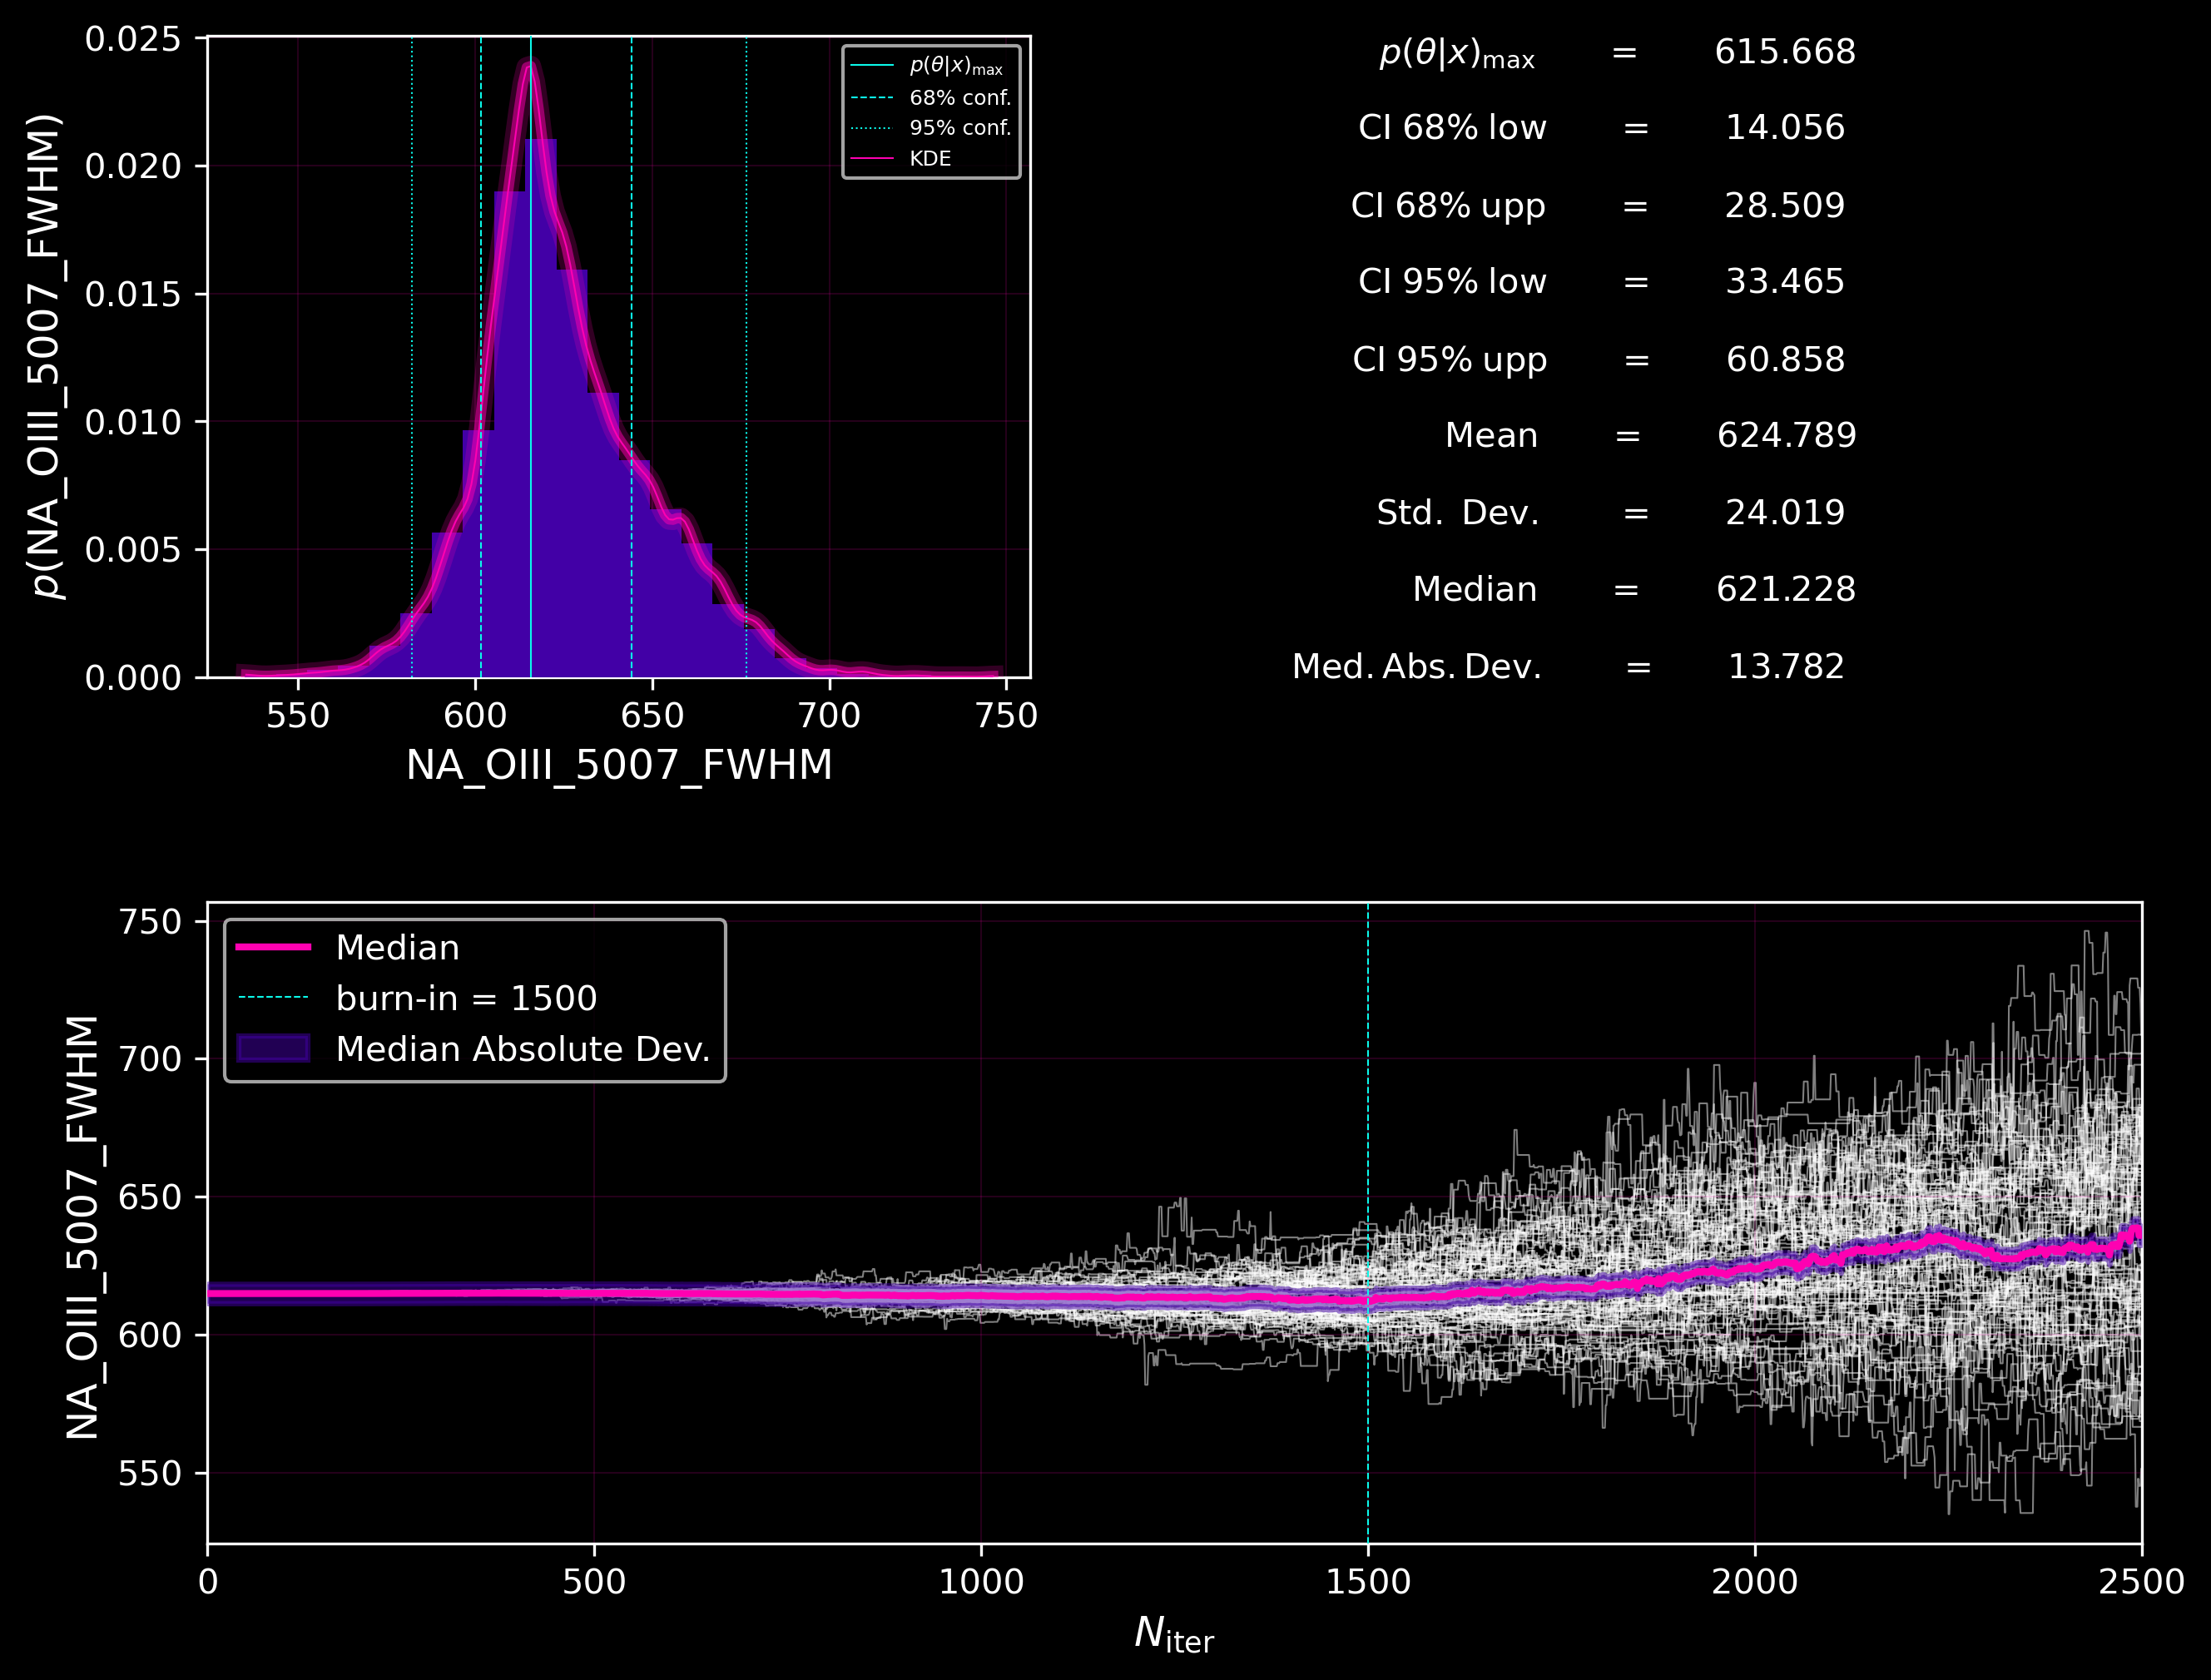 0.025
0.020
0.015
0.010
0.005
0.000
p(NA_OIII_5007_FWHM)
550 600 650 700 750
NA_OIII_5007_FWHM
p(θ|x)max
68% conf.
95% conf.
KDE
p(θ|x)max = 615.668
CI 68% low = 14.056
CI 68% upp = 28.509
CI 95% low = 33.465
CI 95% upp = 60.858
Mean = 624.789
Std. Dev. = 24.019
Median = 621.228
Med. Abs. Dev. = 13.782
750
700
650
600
550
NA_OIII_5007_FWHM
Median
burn-in = 1500
Median Absolute Dev.
0 500 1000 1500 2000 2500
Niter